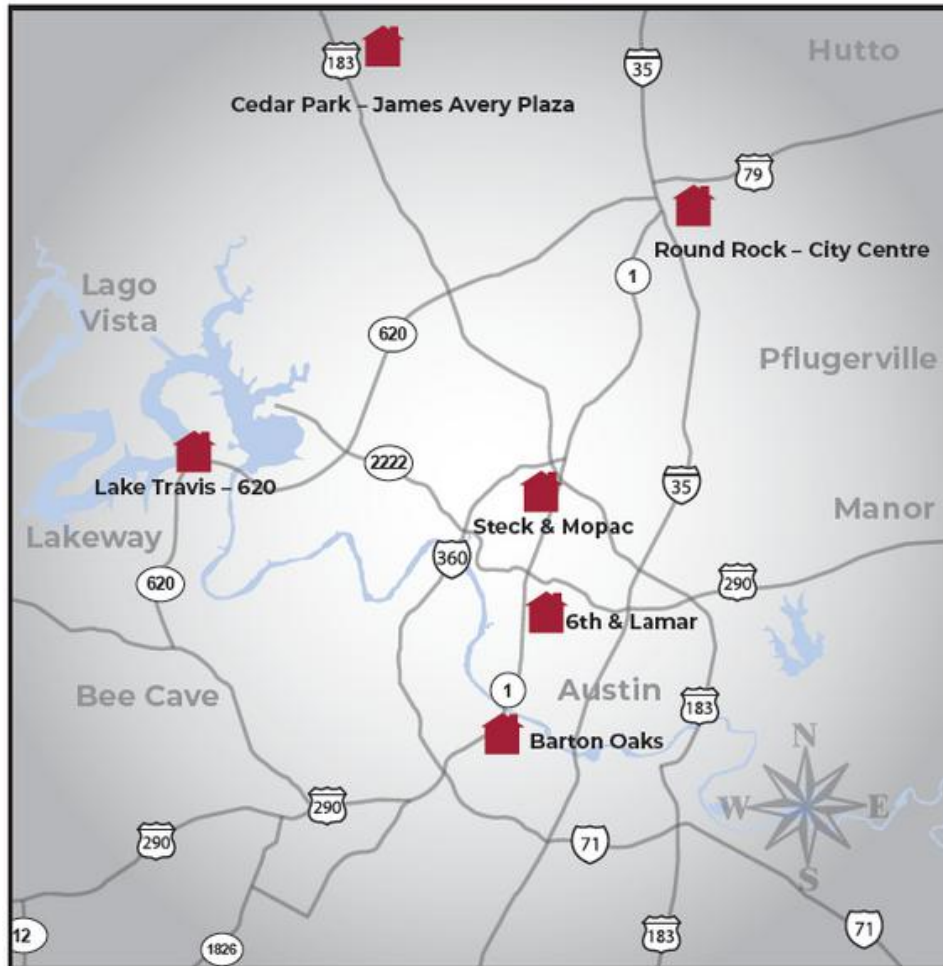 Hutto
183
35
Cedar Park – James Avery Plaza
79
Round Rock – City Centre
1
Lago
Vista
620
Pflugerville
2222
Lake Travis – 620
35
Steck & Mopac
Manor
Lakeway
360
620
290
6th & Lamar
Bee Cave
1
Austin
183
Barton Oaks
N
W
E
S
290
290
71
12
1826
183
71